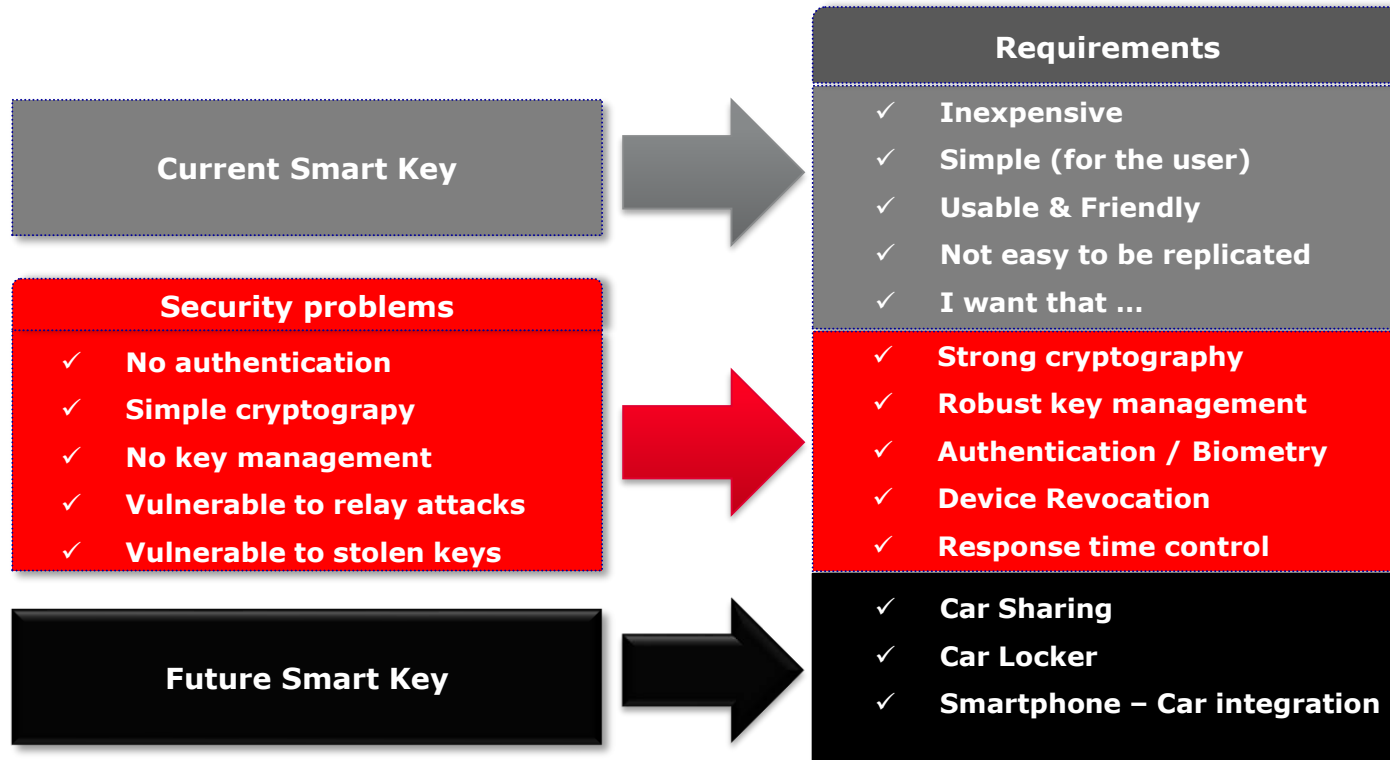 Requirements
Current Smart Key
✓ Inexpensive
✓ Simple (for the user)
✓ Usable & Friendly
✓ Not easy to be replicated
✓ I want that ...
Security problems
✓ No authentication
✓ Simple cryptograpy
✓ No key management
✓ Vulnerable to relay attacks
✓ Vulnerable to stolen keys
✓ Strong cryptography
✓ Robust key management
✓ Authentication / Biometry
✓ Device Revocation
✓ Response time control
Future Smart Key
✓ Car Sharing
✓ Car Locker
✓ Smartphone – Car integration